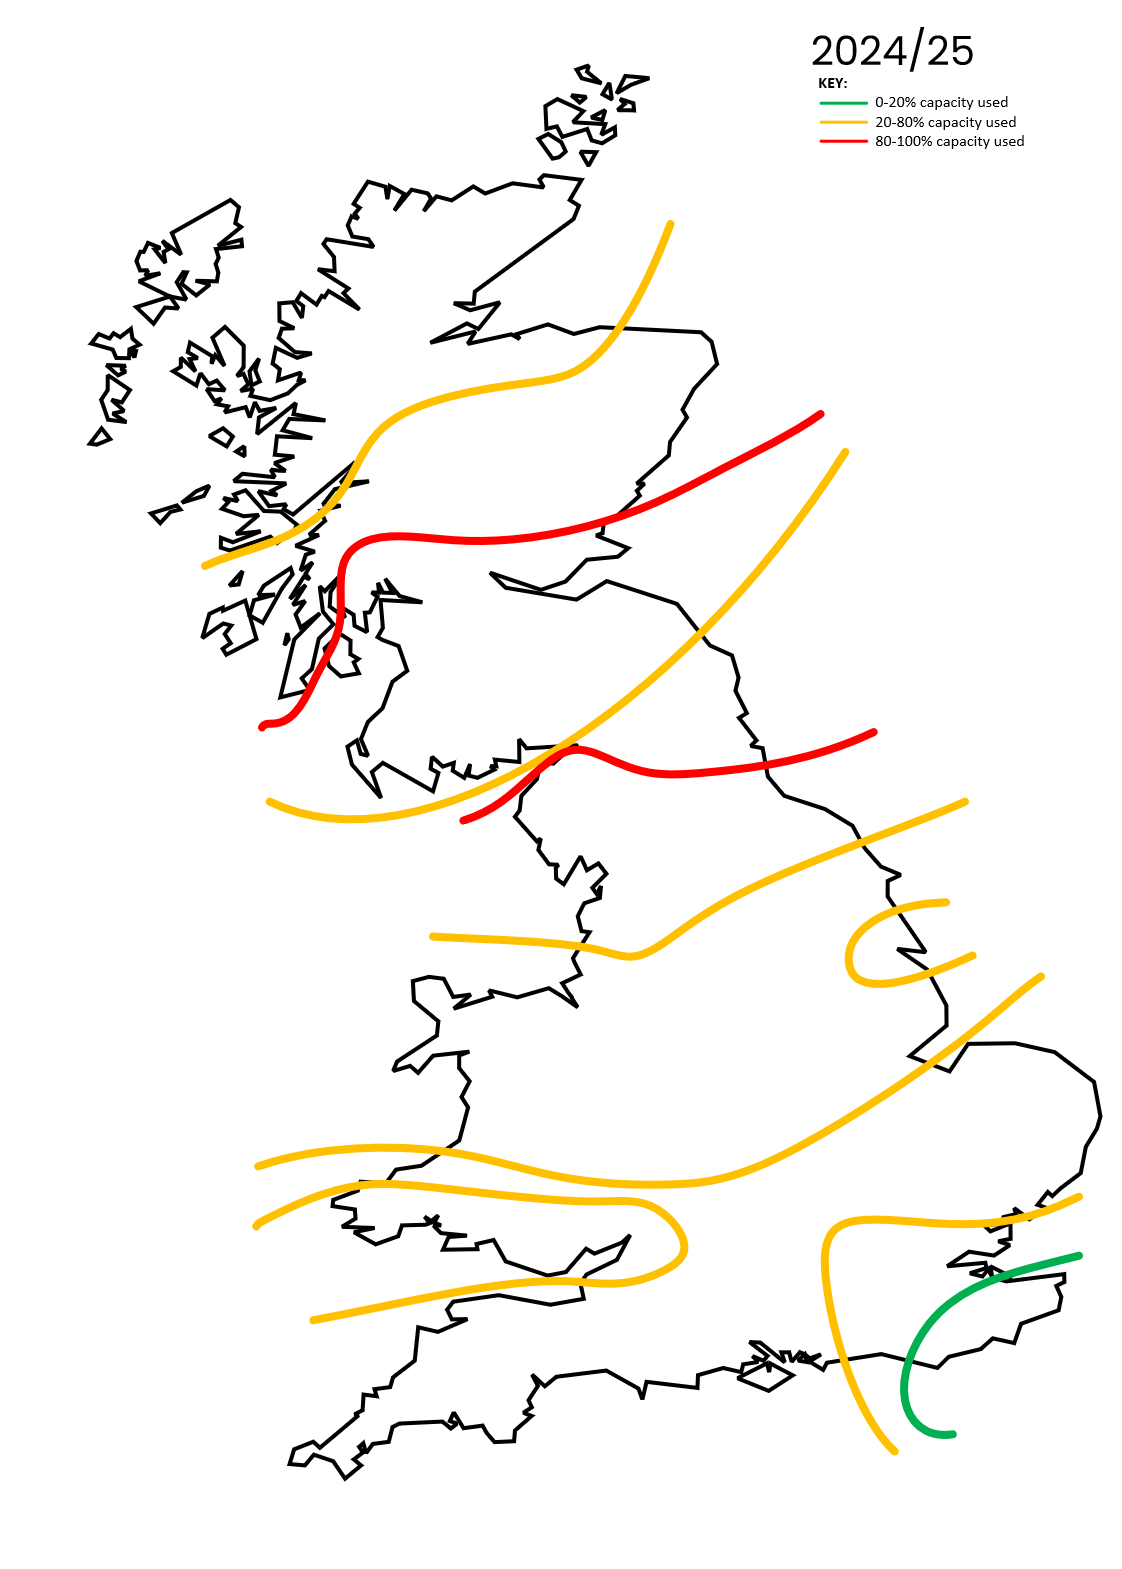 2024/25
KEY:
0-20% capacity used
20-80% capacity used
80-100% capacity used